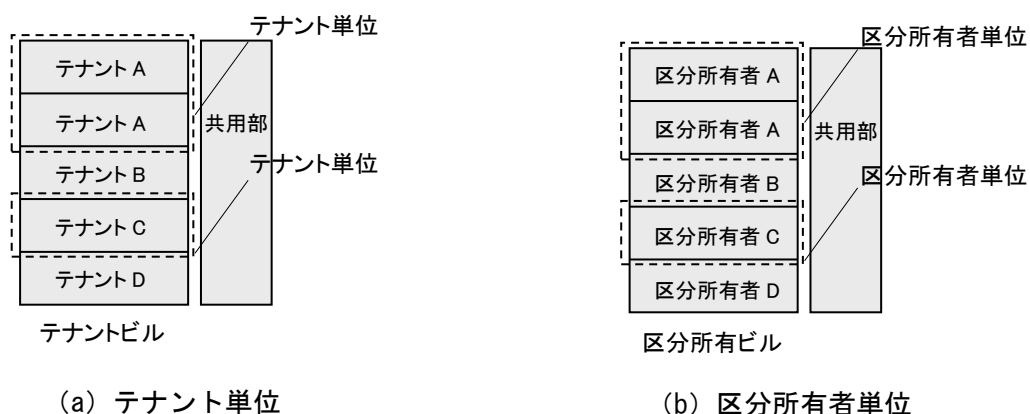 テナント単位
テナント A
テナント A
共用部
テナント単位
テナント B
テナント C
テナント D
テナントビル
(a) テナント単位
区分所有者単位
区分所有者 A
区分所有者 A
共用部
区分所有者 B
区分所有者単位
区分所有者 C
区分所有者 D
区分所有ビル
(b) 区分所有者単位